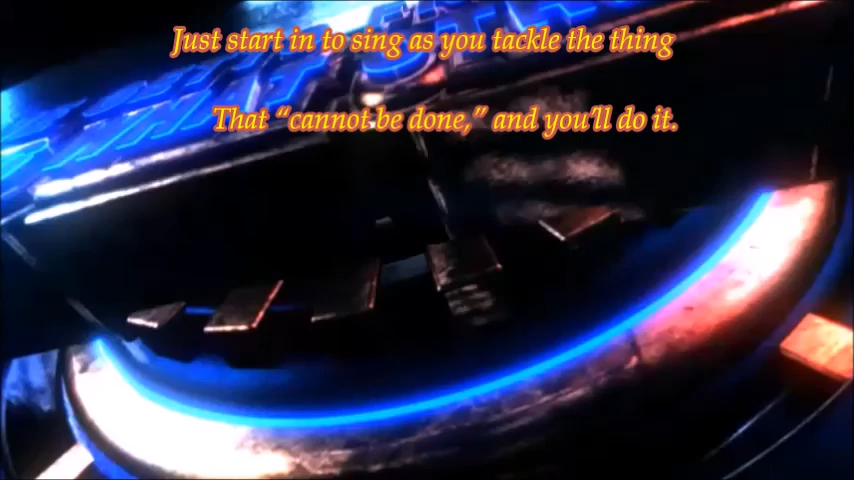 Just start in to sing as you tackle the thing
That “cannot be done,” and you’ll do it.